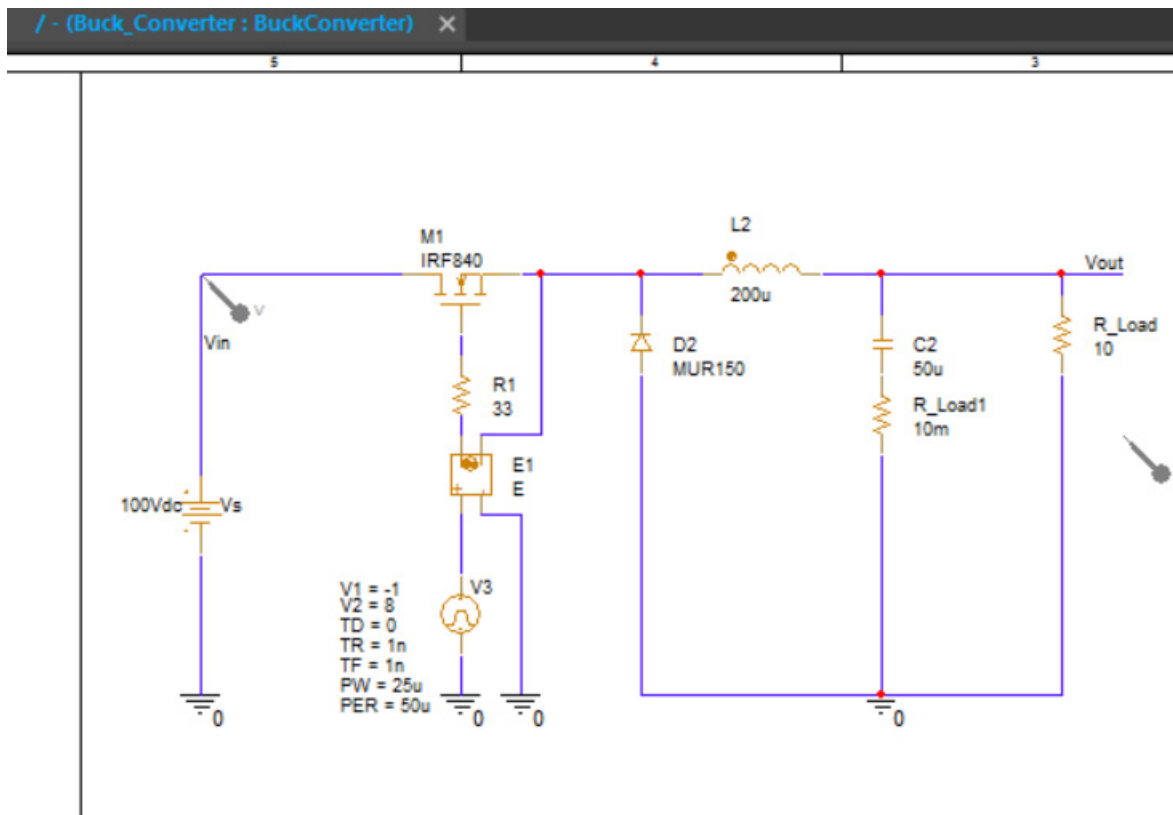 / - (Buck_Converter : BuckConverter) ×
5 4 3
L2
M1
IRF840
Vout
200u
V
Vin
R_Load
10
D2
MUR150
C2
50u
R1
33
R_Load1
10m
E1
E
100Vdc Vs
V3
V1 = -1
V2 = 8
TD = 0
TR = 1n
TF = 1n
PW = 25u
PER = 50u
0 0 0 0